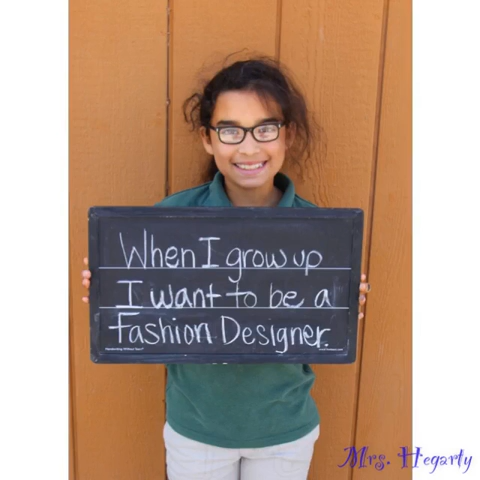 When I grow up
I want to be a
Fashion Designer.
Mrs. Hegarty